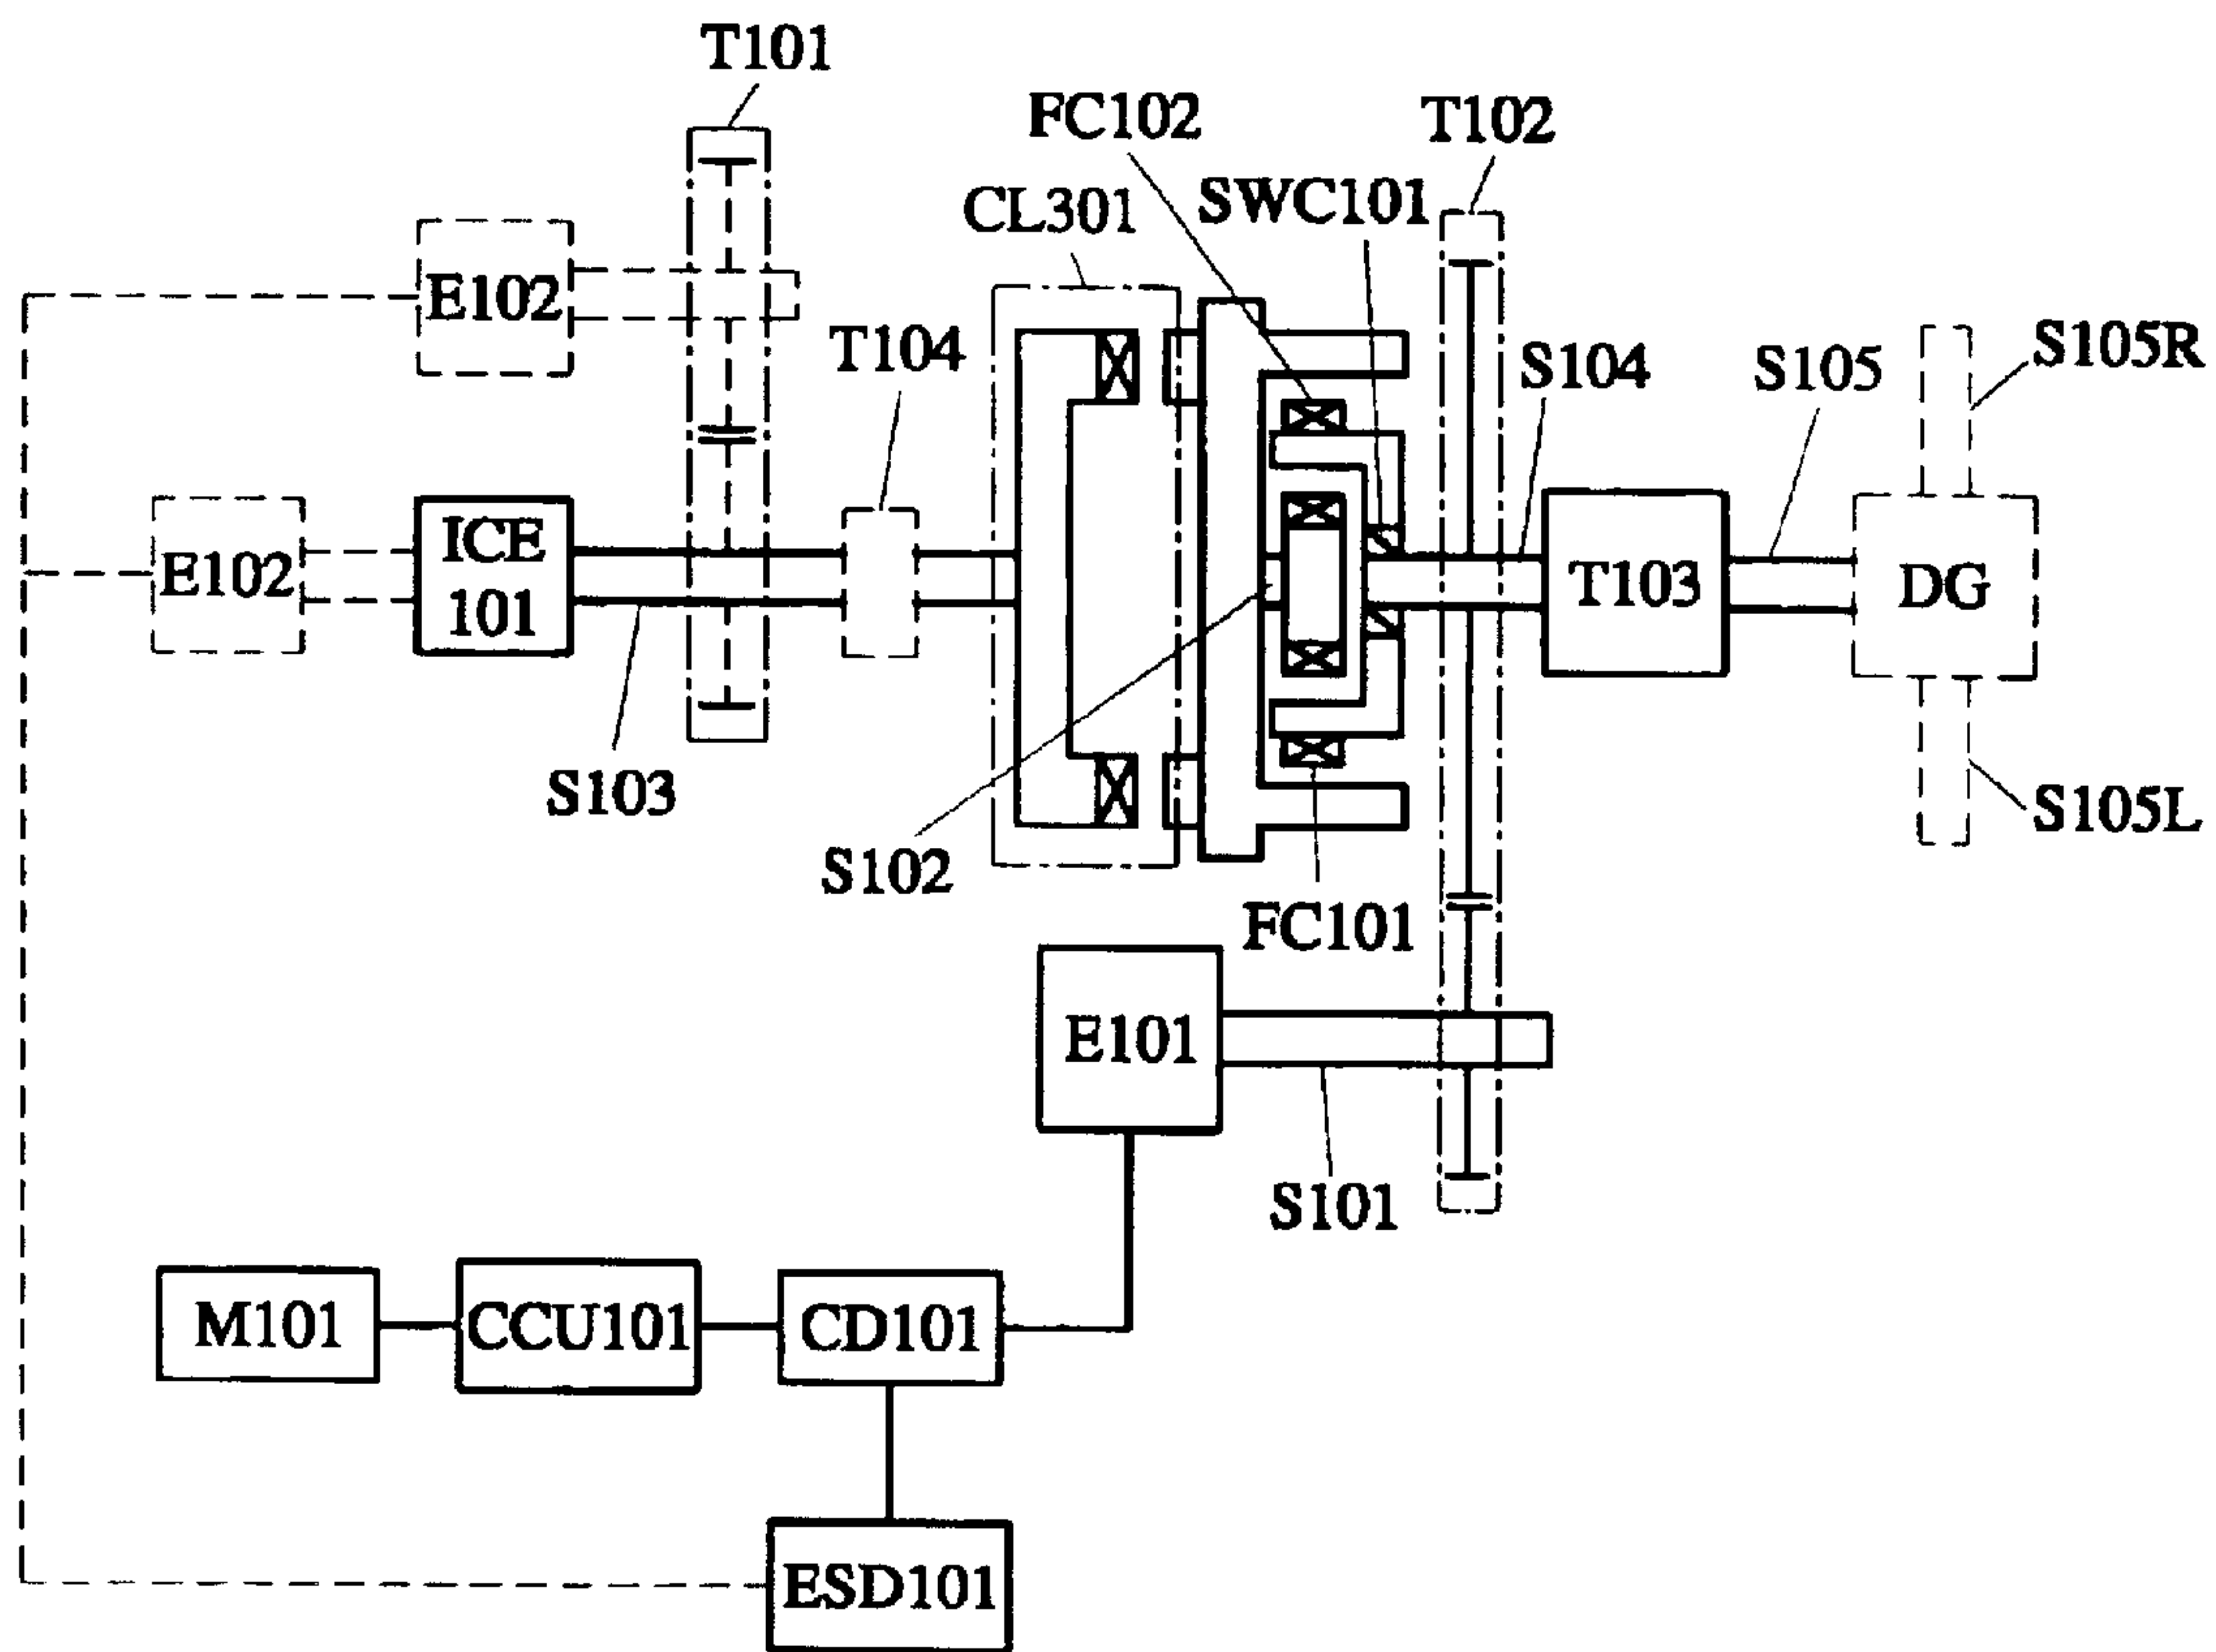 T101
FC102
T102
CL301
SWC101
E102
T104
S104
S105
S105R
E102
ICE
101
T103
DG
S103
S102
FC101
S105L
E101
S101
M101
CCU101
CD101
ESD101